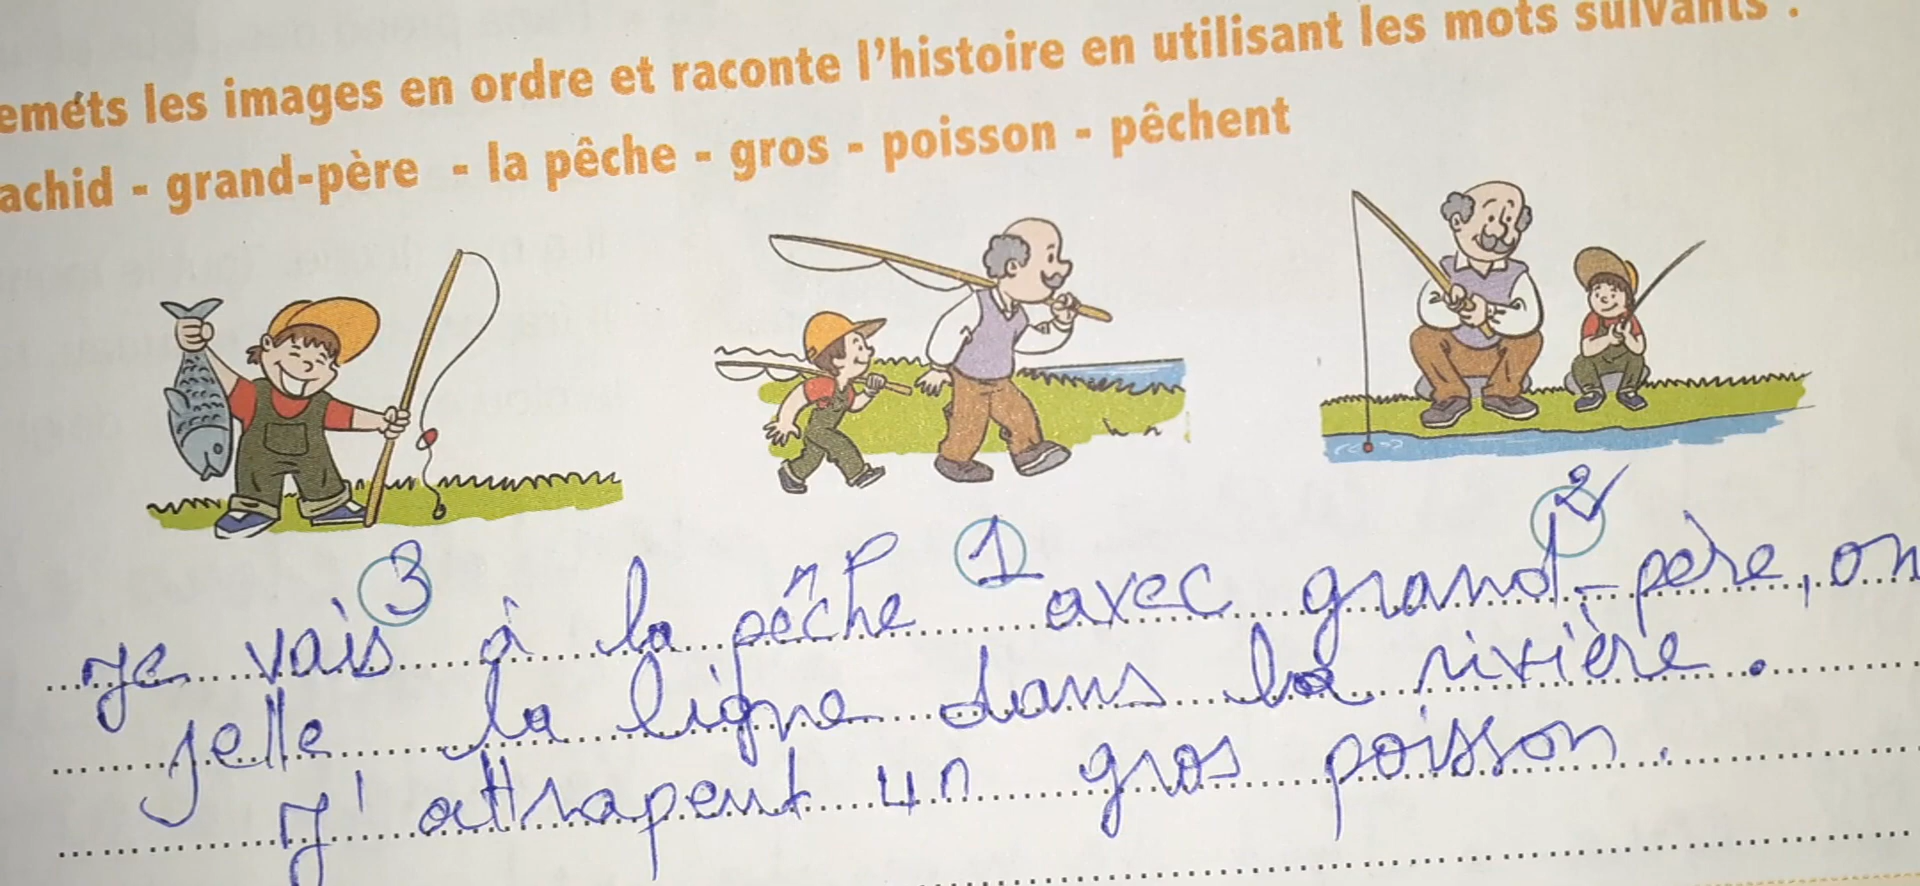 eméts les images en ordre et raconte l'histoire en utilisant les mots suivants :
achid - grand-père - la pêche - gros - poisson - pêchent
3 1 2
je vais à la pêche avec grand-père, on
jelle la ligne dans la rivière.
j'attrapent un gros poisson.